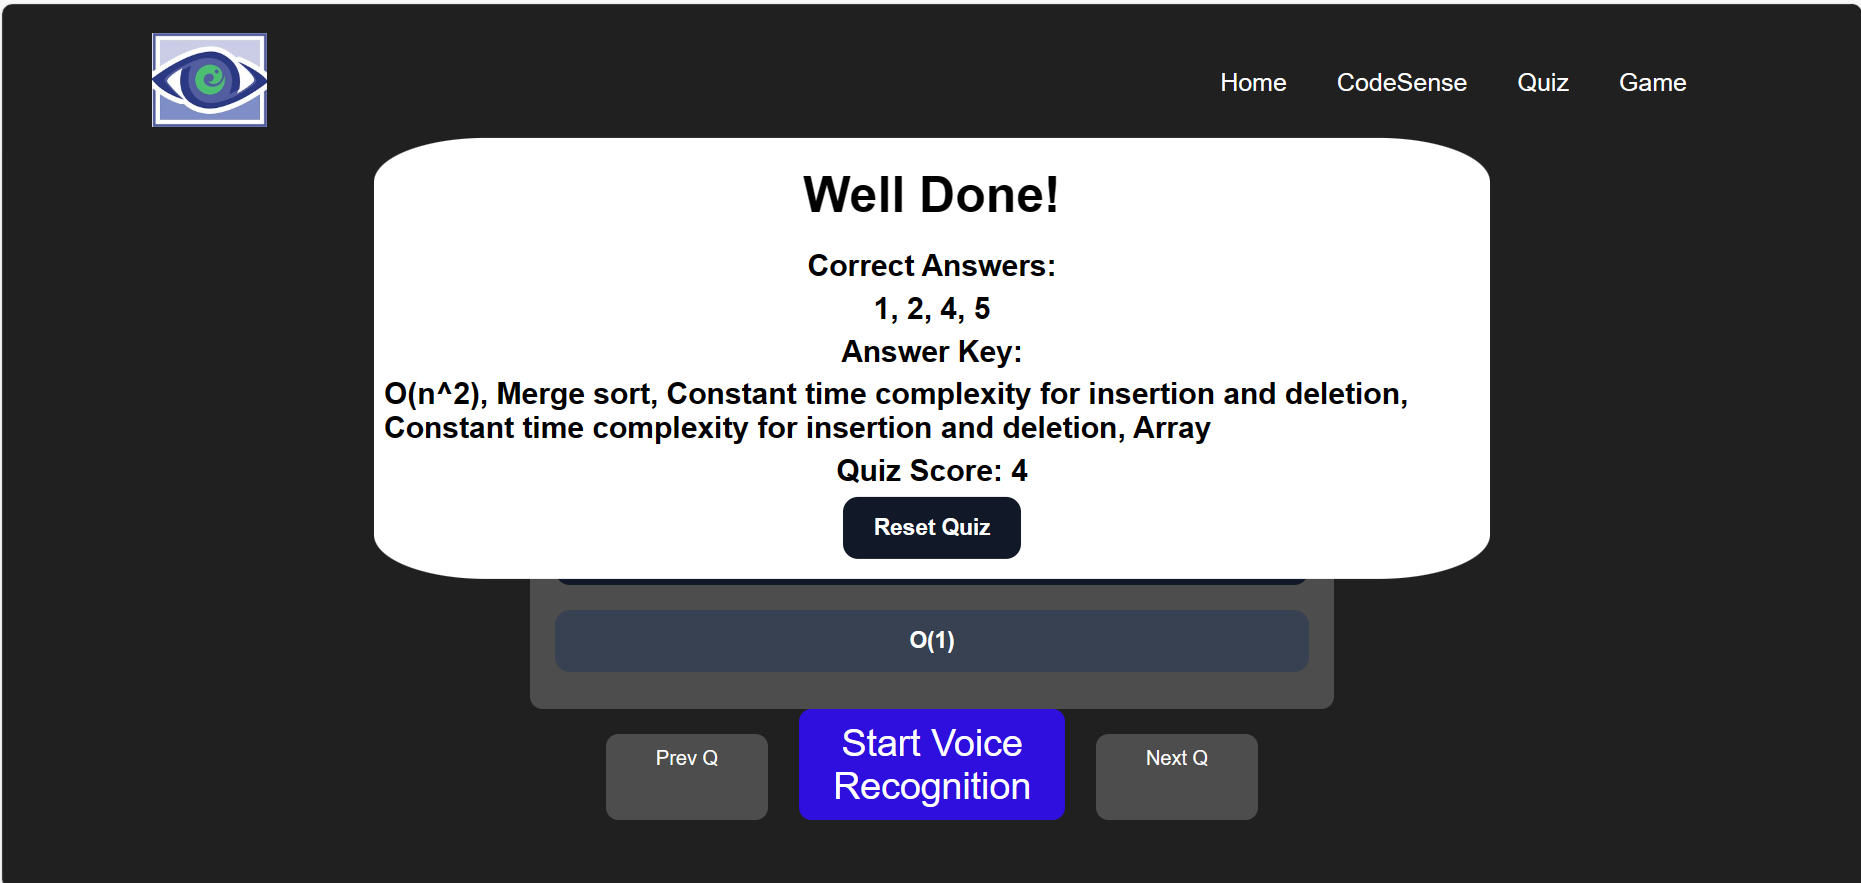 Home CodeSense Quiz Game
Well Done!
Correct Answers:
1, 2, 4, 5
Answer Key:
O(n^2), Merge sort, Constant time complexity for insertion and deletion,
Constant time complexity for insertion and deletion, Array
Quiz Score: 4
Reset Quiz
O(1)
Prev Q
Start Voice
Recognition
Next Q